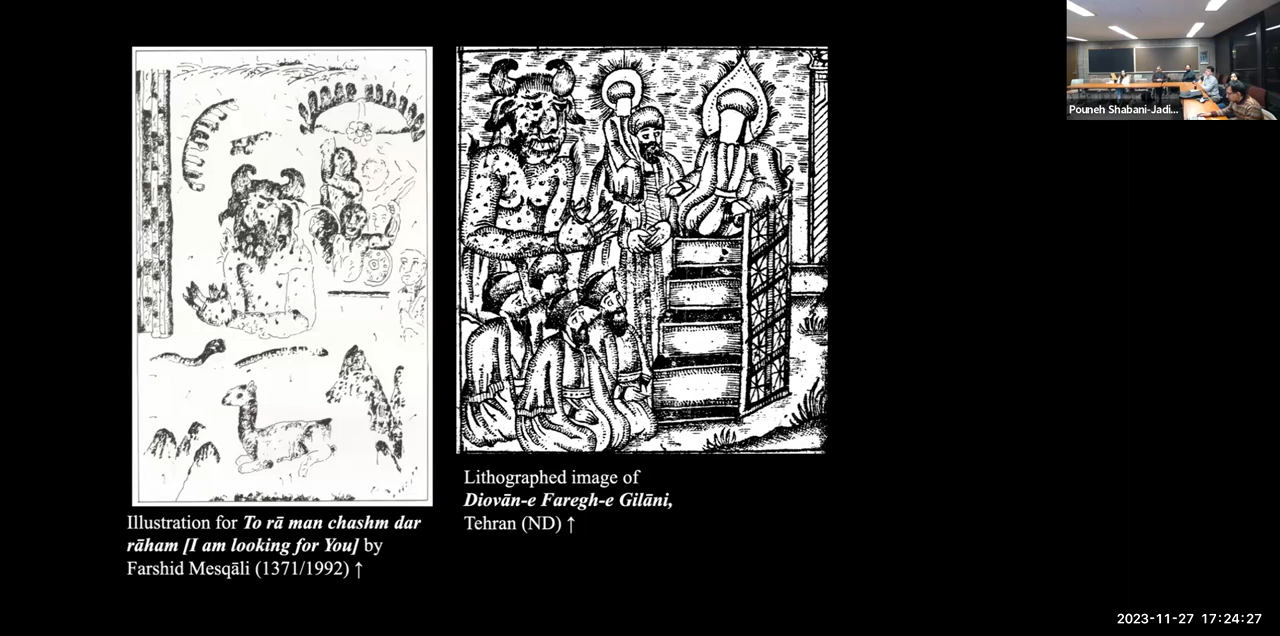 Pouneh Shabani-Jadi...
Illustration for To rā man chashm dar
rāham [I am looking for You] by
Farshid Mesqāli (1371/1992) ↑
Lithographed image of
Diovān-e Faregh-e Gilāni,
Tehran (ND) ↑
2023-11-27 17:24:27